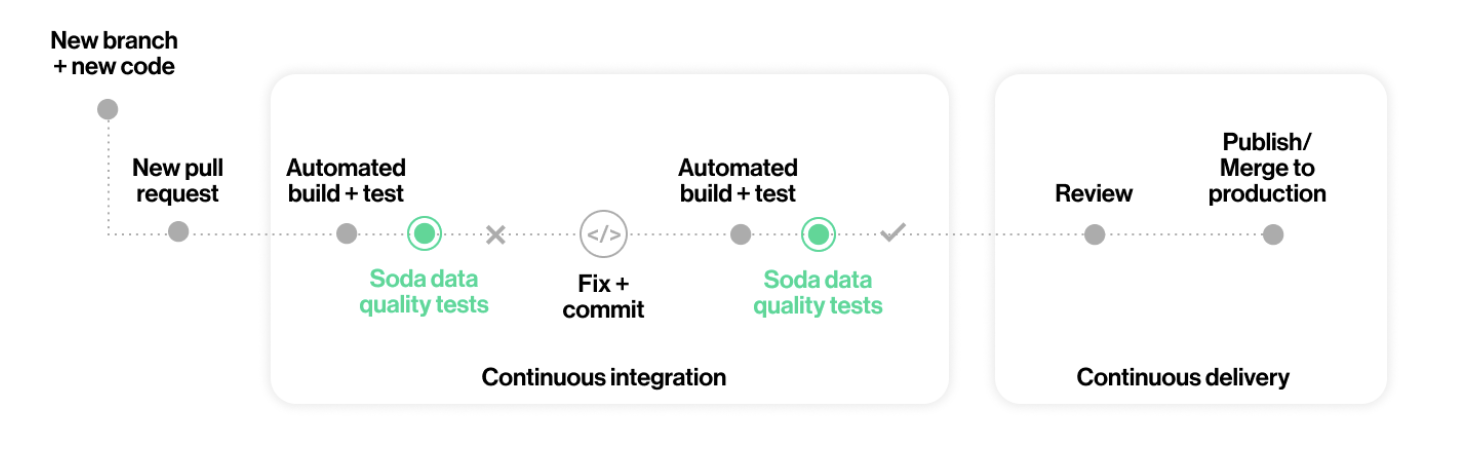 New branch
+ new code
New pull
request
Automated
build + test
Soda data
quality tests
</>
Fix +
commit
Automated
build + test
Soda data
quality tests
Continuous integration
Review
Publish/
Merge to
production
Continuous delivery